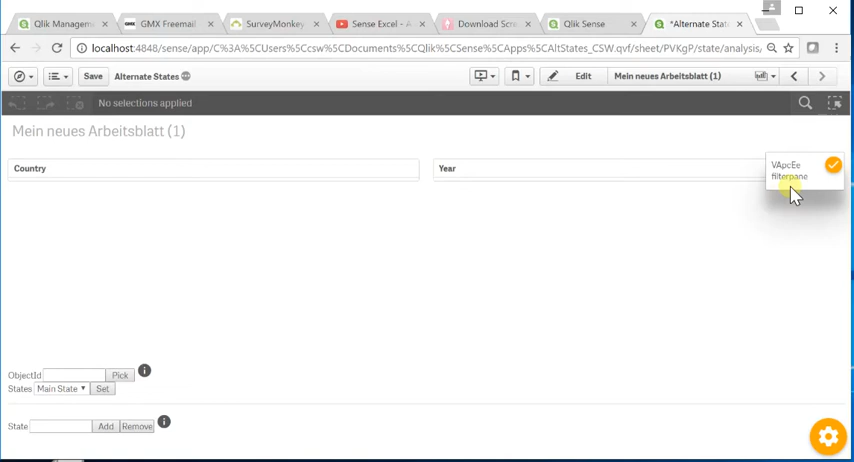 Qlik Managem
GMX Freemail
SurveyMonkey
Sense Excel - A
Download Scre
Qlik Sense
*Alternate Stat
localhost:4848/sense/app/C%3A%5CUsers%5Ccsw%5CDocuments%5CQlik%5CSense%5CApps%5CAltStates_CSW.qvf/sheet/PVKgP/state/analysis/
Save
Alternate States
Edit
Mein neues Arbeitsblatt (1)
No selections applied
Mein neues Arbeitsblatt (1)
Country
Year
VApcEe
filterpane
ObjectId Pick
States Main State Set
State Add Remove